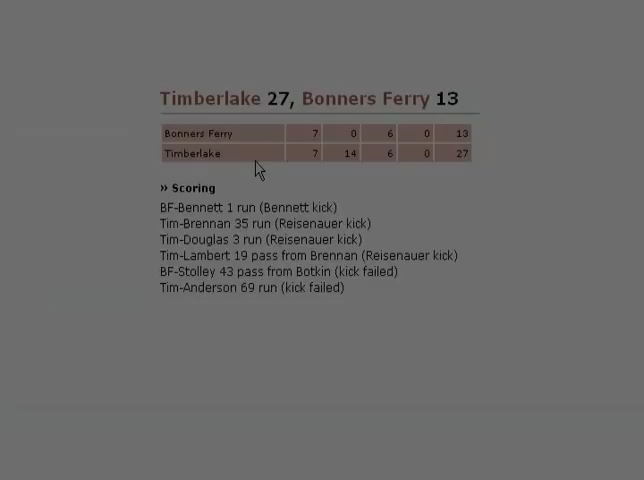 Timberlake 27, Bonners Ferry 13
Bonners Ferry 7 0 6 0 13
Timberlake 7 14 6 0 27
» Scoring
BF-Bennett 1 run (Bennett kick)
Tim-Brennan 35 run (Reisenauer kick)
Tim-Douglas 3 run (Reisenauer kick)
Tim-Lambert 19 pass from Brennan (Reisenauer kick)
BF-Stolley 43 pass from Botkin (kick failed)
Tim-Anderson 69 run (kick failed)